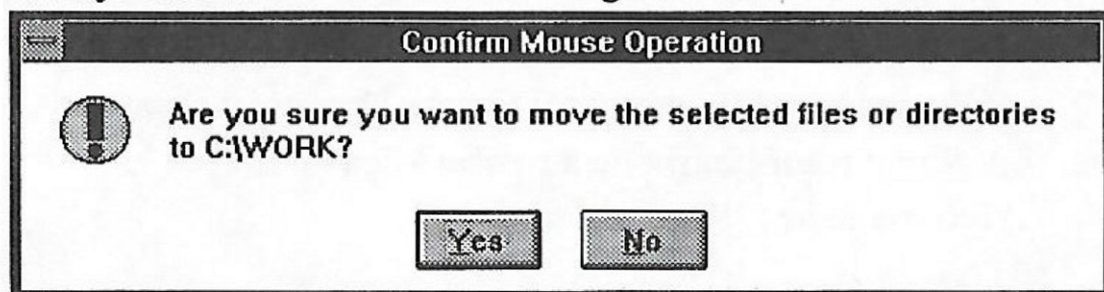 Confirm Mouse Operation
Are you sure you want to move the selected files or directories
to C:\WORK?
Yes
No